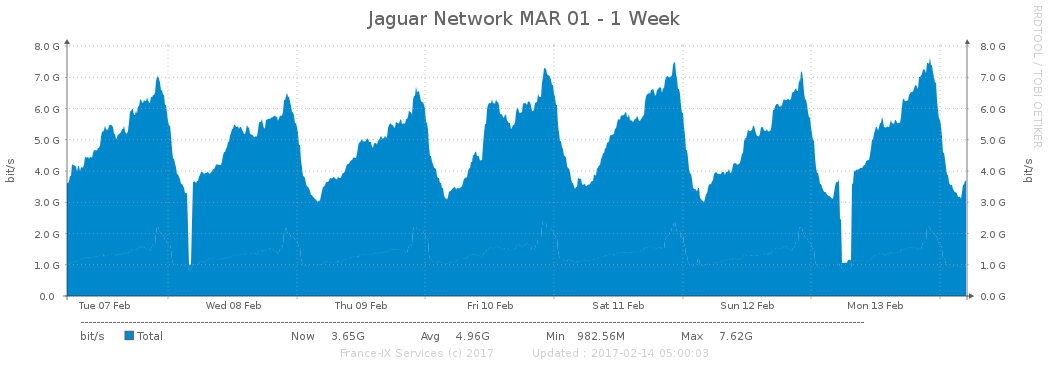 Jaguar Network MAR 01 - 1 Week
RRDTOOL / TOBI OETIKER
8.0 G 8.0 G
7.0 G 7.0 G
6.0 G 6.0 G
5.0 G 5.0 G
4.0 G 4.0 G
3.0 G 3.0 G
2.0 G 2.0 G
1.0 G 1.0 G
0.0 0.0 G
bit/s
bit/s
Tue 07 Feb Wed 08 Feb Thu 09 Feb Fri 10 Feb Sat 11 Feb Sun 12 Feb Mon 13 Feb
bit/s Total Now 3.65G Avg 4.96G Min 982.56M Max 7.62G
France-IX Services (c) 2017 Updated : 2017-02-14 05:00:03